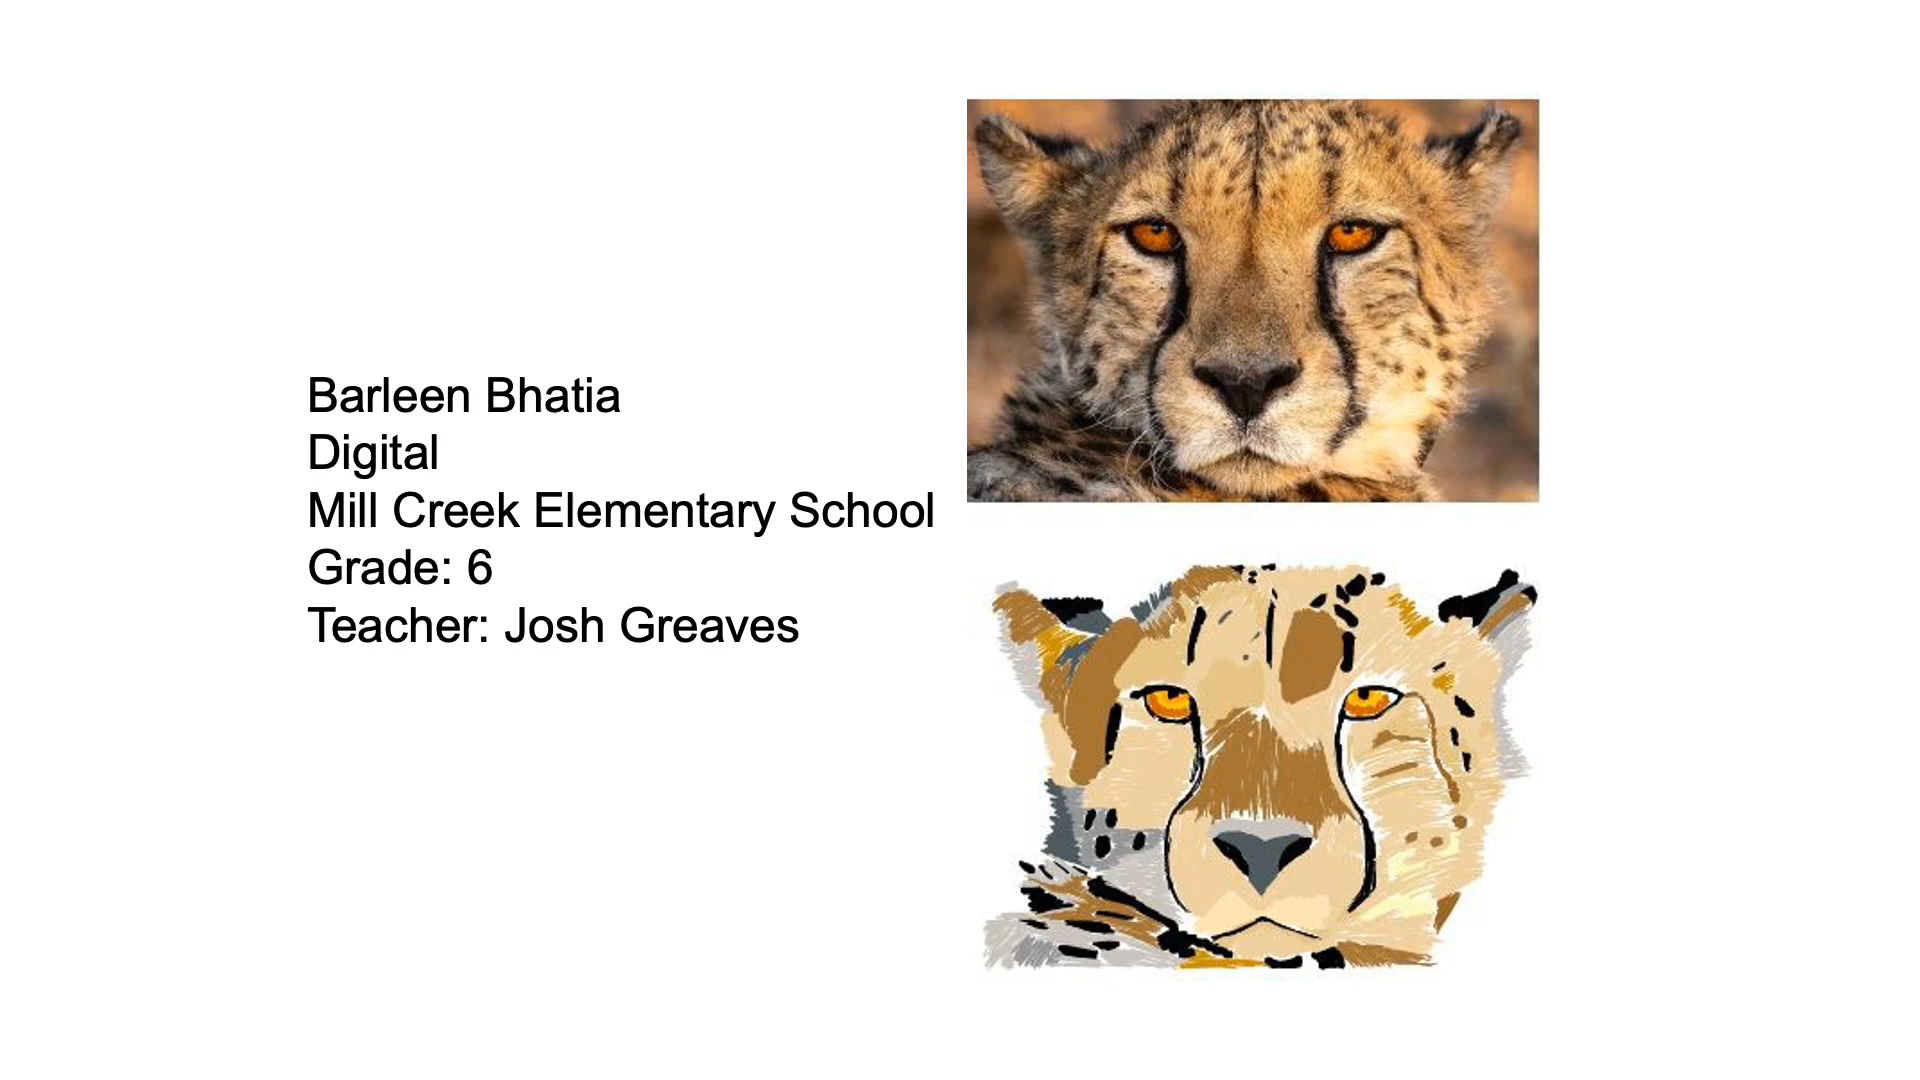 Barleen Bhatia
Digital
Mill Creek Elementary School
Grade: 6
Teacher: Josh Greaves